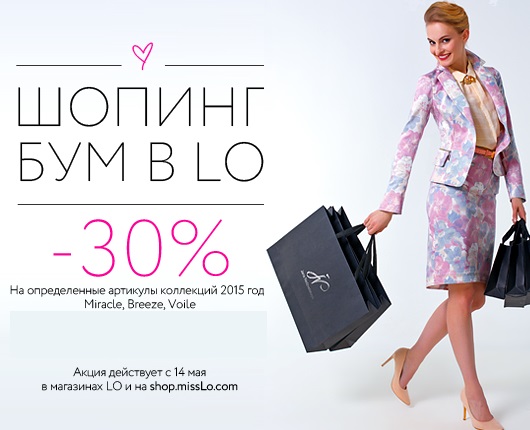 ШОПИНГ
БУМ В LO
-30%
На определенные артикулы коллекций 2015 год
Miracle, Breeze, Voile
Акция действует с 14 мая
в магазинах LO и на shop.missLo.com